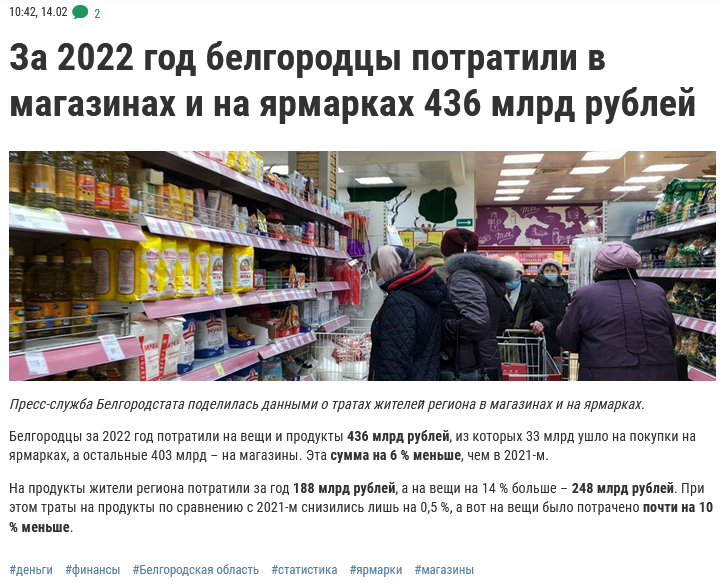 10:42, 14.02 2
За 2022 год белгородцы потратили в
магазинах и на ярмарках 436 млрд рублей
Пресс-служба Белгородстата поделилась данными о тратах жителей региона в магазинах и на ярмарках.
Белгородцы за 2022 год потратили на вещи и продукты 436 млрд рублей, из которых 33 млрд ушло на покупки на
ярмарках, а остальные 403 млрд – на магазины. Эта сумма на 6 % меньше, чем в 2021-м.
На продукты жители региона потратили за год 188 млрд рублей, а на вещи на 14 % больше – 248 млрд рублей. При
этом траты на продукты по сравнению с 2021-м снизились лишь на 0,5 %, а вот на вещи было потрачено почти на 10
% меньше.
#деньги #финансы #Белгородская область #статистика #ярмарки #магазины